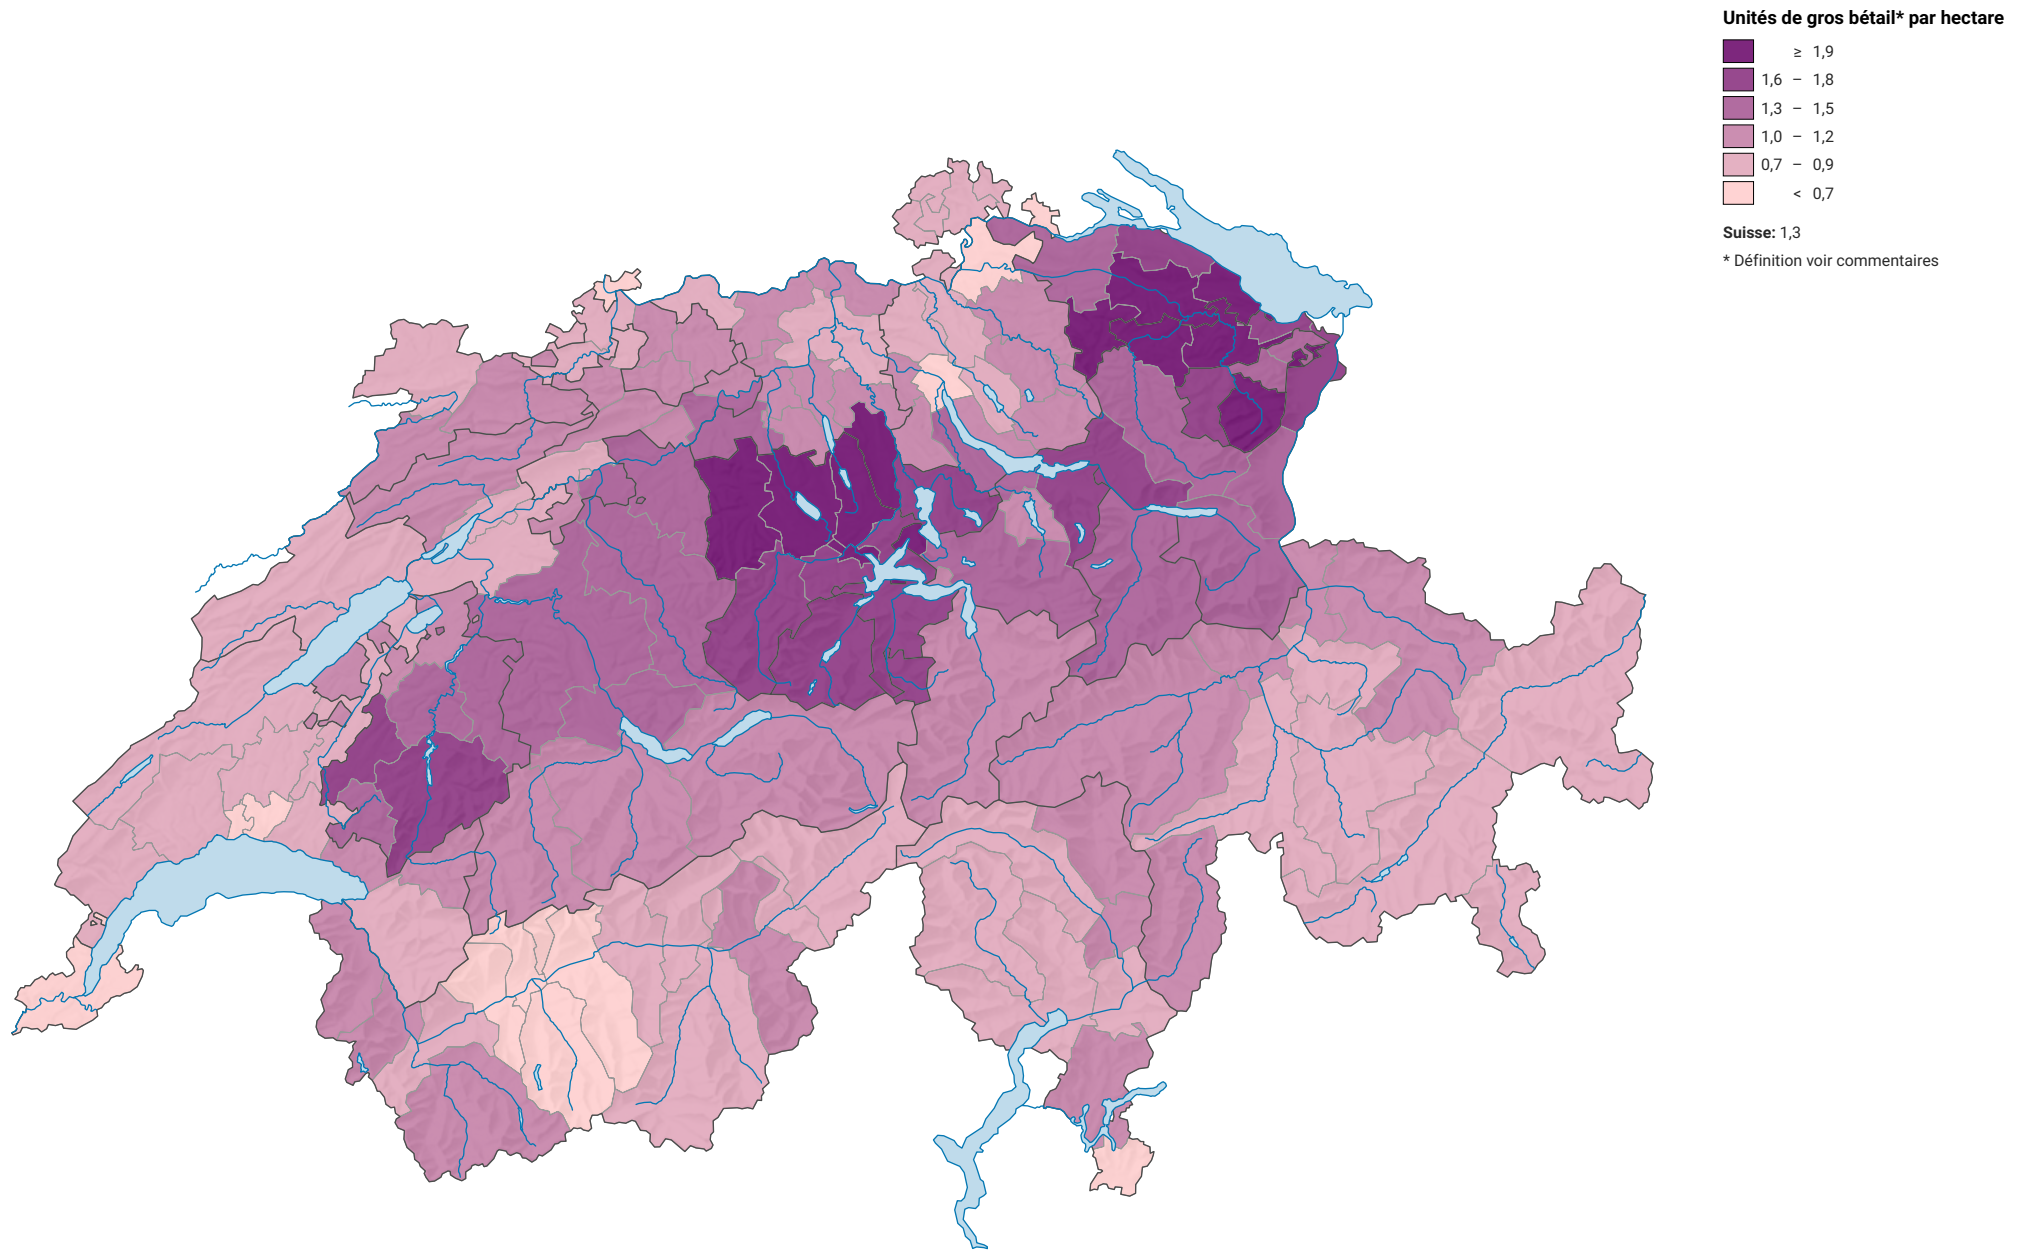 Unités de gros bétail* par hectare
≥ 1,9
1,6 – 1,8
1,3 – 1,5
1,0 – 1,2
0,7 – 0,9
< 0,7
Suisse: 1,3
* Définition voir commentaires